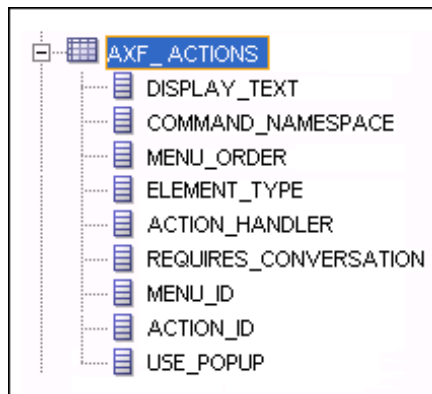 AXF_ACTIONS
DISPLAY_TEXT
COMMAND_NAMESPACE
MENU_ORDER
ELEMENT_TYPE
ACTION_HANDLER
REQUIRES_CONVERSATION
MENU_ID
ACTION_ID
USE_POPUP